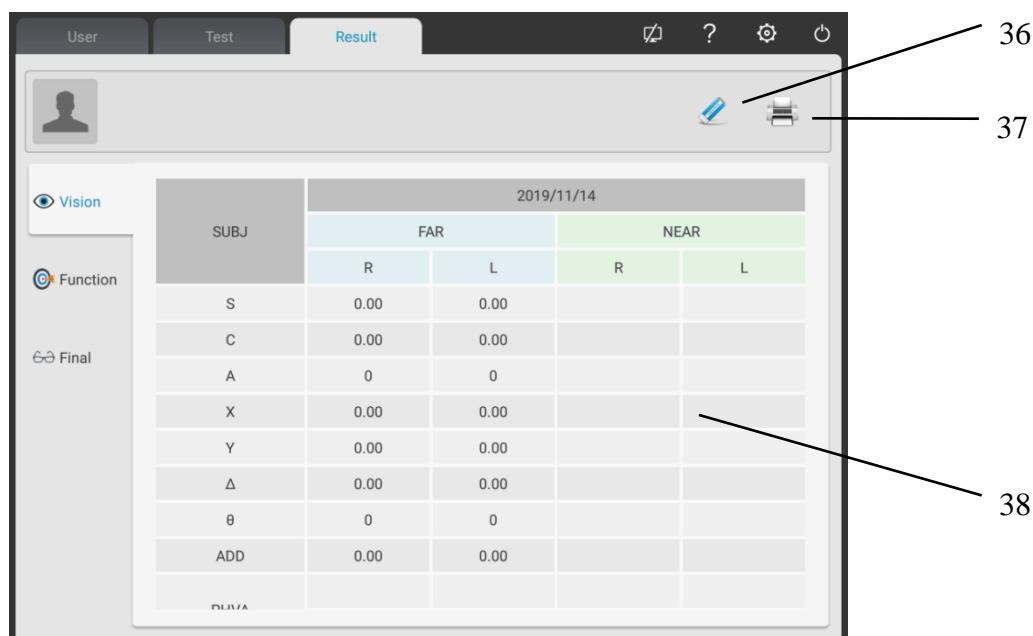 User Test Result ?
36
37
Vision
Function
Final
SUBJ 2019/11/14
FAR NEAR
R L R L
S 0.00 0.00
C 0.00 0.00
A 0 0
X 0.00 0.00
Y 0.00 0.00
Δ 0.00 0.00
θ 0 0
ADD 0.00 0.00
38